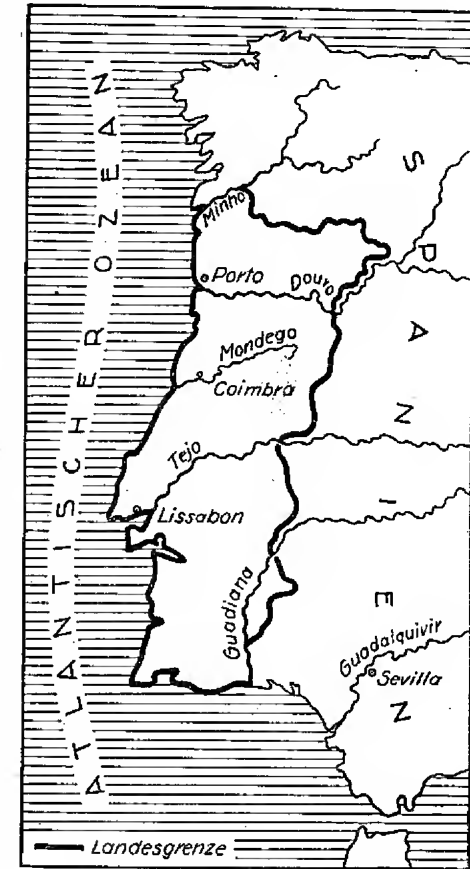 ATLANTISCHER OZEAN
SPANIEN
Minho
Porto
Douro
Mondego
Coimbra
Tejo
Lissabon
Guadiana
Guadalquivir
Sevilla
Landesgrenze